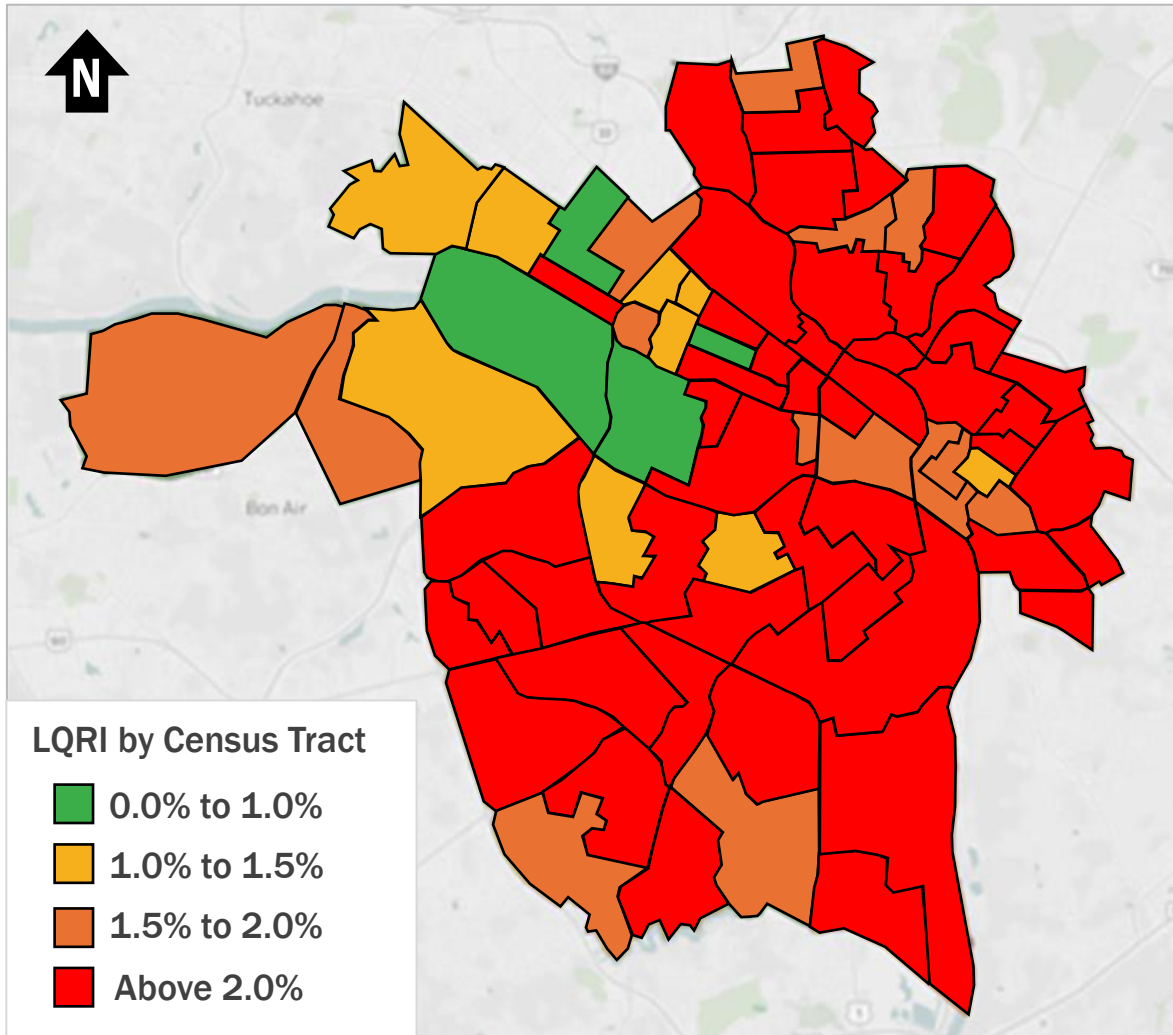 N
Tuckahoe
Bon Air
LQRI by Census Tract
0.0% to 1.0%
1.0% to 1.5%
1.5% to 2.0%
Above 2.0%